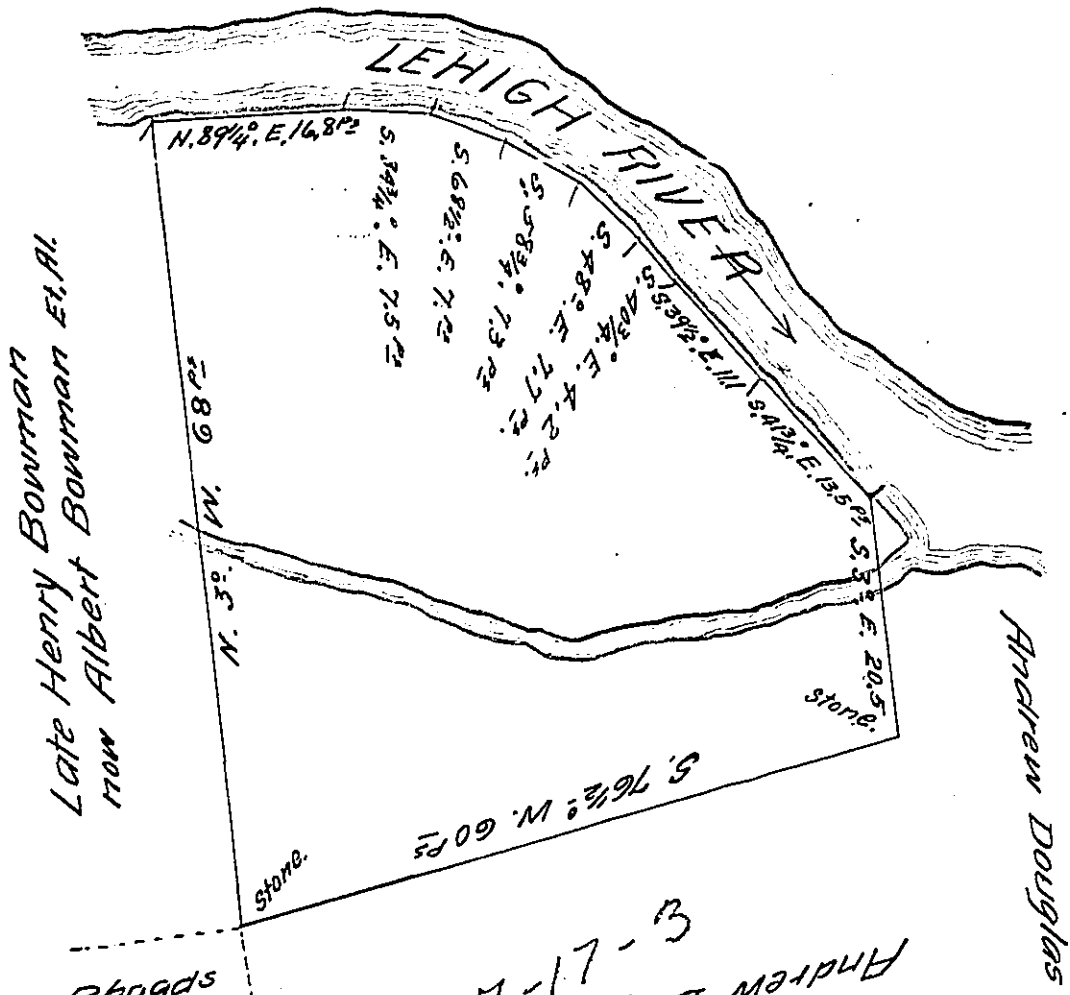 LEHIGH RIVER
N. 89¼° E. 16.8 Ps
S. 34¾° E. 7.5 Ps
S. 68½° E. 7. Ps
S. 58¾° 7.3 Ps
S. 48° E. 7.7 Ps.
S. 40¾° E. 4.2 Ps.
S. 39½° E. 11.1
S. 41¾° E. 13.5 Ps
S. 3° E. 20.5
stone.
S. 76½° W. 60 Ps
stone.
N. 3° W. 68 Ps
Late Henry Bowman
now Albert Bowman Et. Al.
Andrew Douglas
Andrew